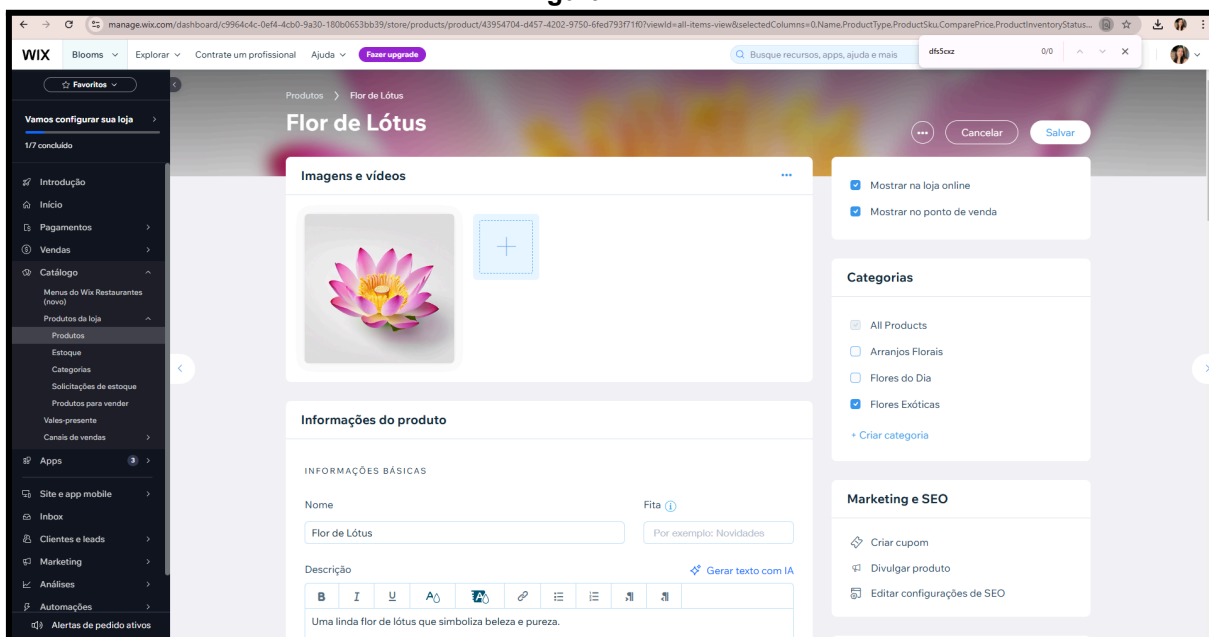 manage.wix.com/dashboard/c9964c4c-0ef4-4cb0-9a30-180b0653bb39/store/products/product/43954704-d457-4202-9750-6fed793f71f0?viewId=all-items-view&selectedColumns=0,Name,ProductType,ProductSku,ComparePrice,ProductInventoryStatus...
WIX Blooms Explorar Contrate um profissional Ajuda Fazer upgrade Busque recursos, apps, ajuda e mais
dfs5cxz 0/0
Favoritos
Vamos configurar sua loja
1/7 concluído
Introdução
Início
Pagamentos
Vendas
Catálogo
Menus do Wix Restaurantes
(novo)
Produtos da loja
Produtos
Estoque
Categorias
Solicitações de estoque
Produtos para vender
Vales-presente
Canais de vendas
Apps 3
Site e app mobile
Inbox
Clientes e leads
Marketing
Análises
Automações
Alertas de pedido ativos
Produtos > Flor de Lótus
Flor de Lótus
Cancelar Salvar
Imagens e vídeos
Informações do produto
INFORMAÇÕES BÁSICAS
Nome Fita
Flor de Lótus Por exemplo: Novidades
Descrição Gerar texto com IA
B I U A A
Uma linda flor de lótus que simboliza beleza e pureza.
Mostrar na loja online
Mostrar no ponto de venda
Categorias
All Products
Arranjos Florais
Flores do Dia
Flores Exóticas
+ Criar categoria
Marketing e SEO
Criar cupom
Divulgar produto
Editar configurações de SEO